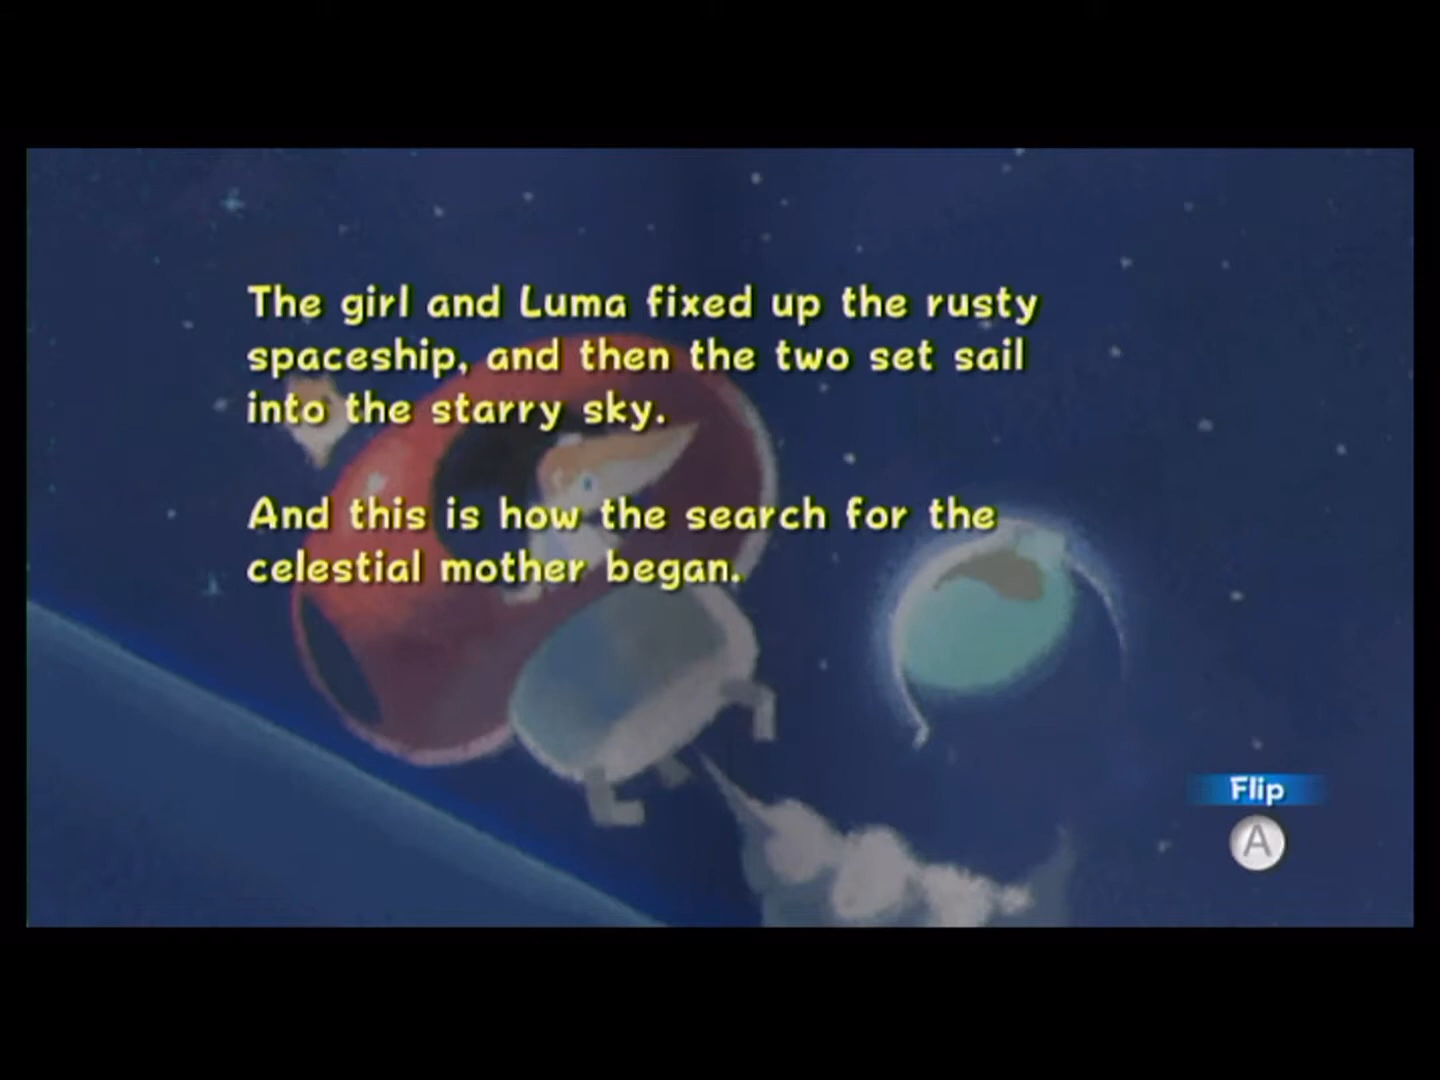 The girl and Luma fixed up the rusty
spaceship, and then the two set sail
into the starry sky.
And this is how the search for the
celestial mother began.
Flip
A